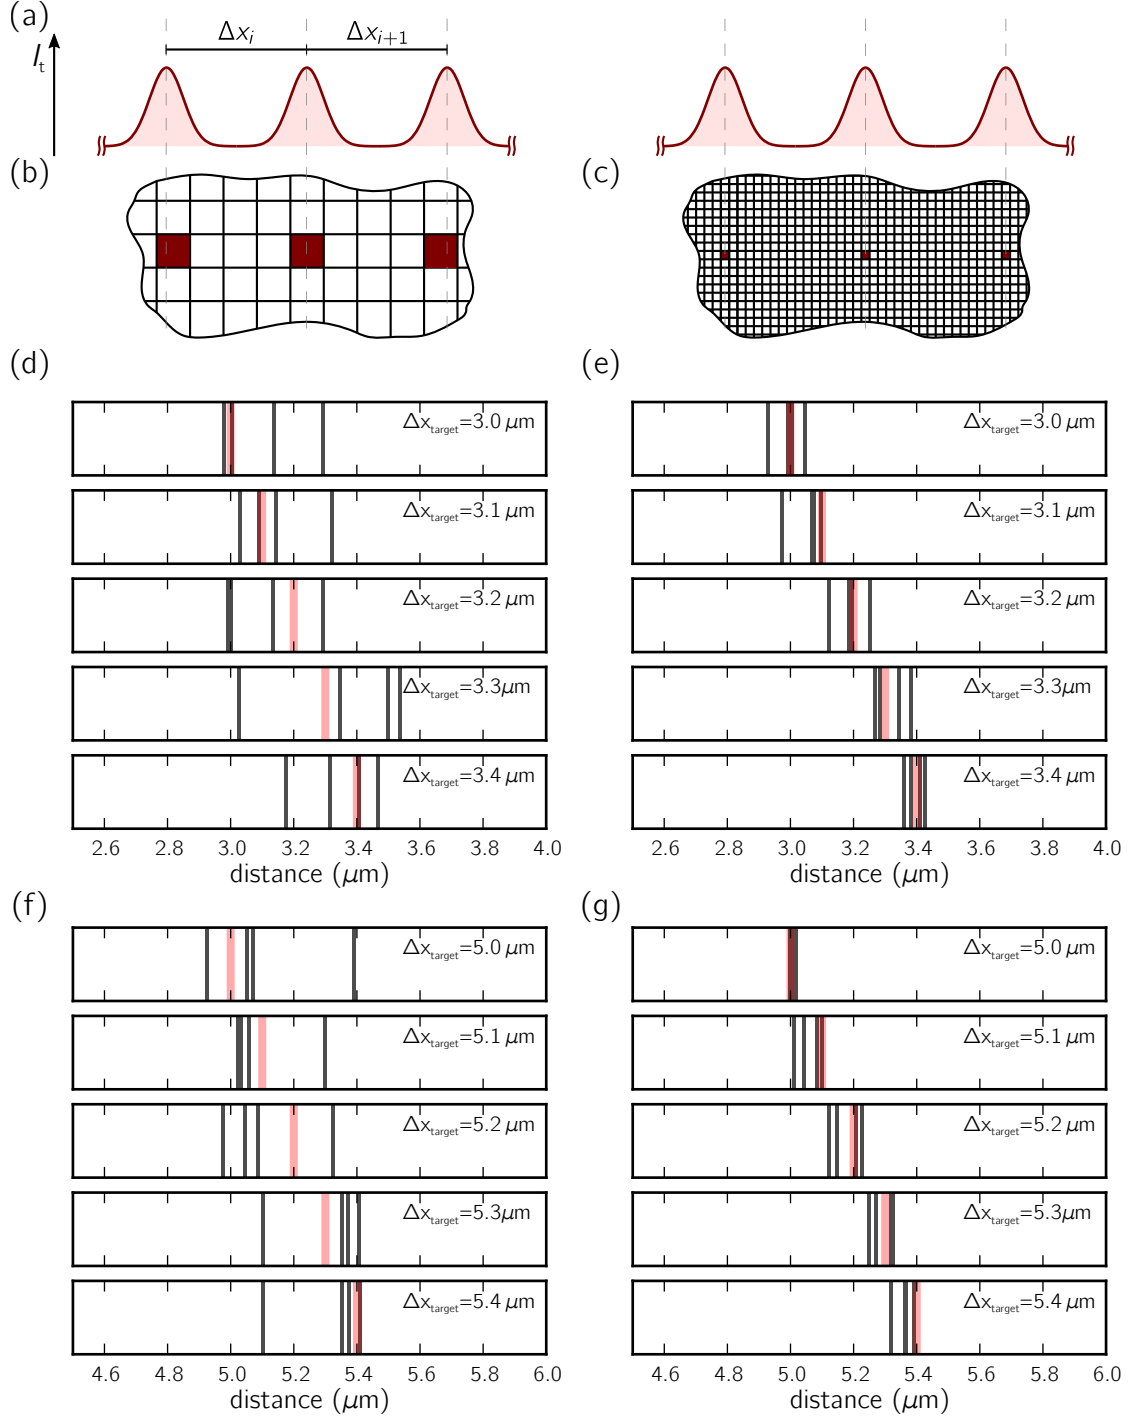 (a)
I_t
Δx_i
Δx_{i+1}
(b)
(c)
(d)
Δx_target=3.0 μm
Δx_target=3.1 μm
Δx_target=3.2 μm
Δx_target=3.3μm
Δx_target=3.4 μm
2.6 2.8 3.0 3.2 3.4 3.6 3.8 4.0
distance (μm)
(e)
Δx_target=3.0 μm
Δx_target=3.1 μm
Δx_target=3.2 μm
Δx_target=3.3μm
Δx_target=3.4 μm
2.6 2.8 3.0 3.2 3.4 3.6 3.8 4.0
distance (μm)
(f)
Δx_target=5.0 μm
Δx_target=5.1 μm
Δx_target=5.2 μm
Δx_target=5.3μm
Δx_target=5.4 μm
4.6 4.8 5.0 5.2 5.4 5.6 5.8 6.0
distance (μm)
(g)
Δx_target=5.0 μm
Δx_target=5.1 μm
Δx_target=5.2 μm
Δx_target=5.3μm
Δx_target=5.4 μm
4.6 4.8 5.0 5.2 5.4 5.6 5.8 6.0
distance (μm)